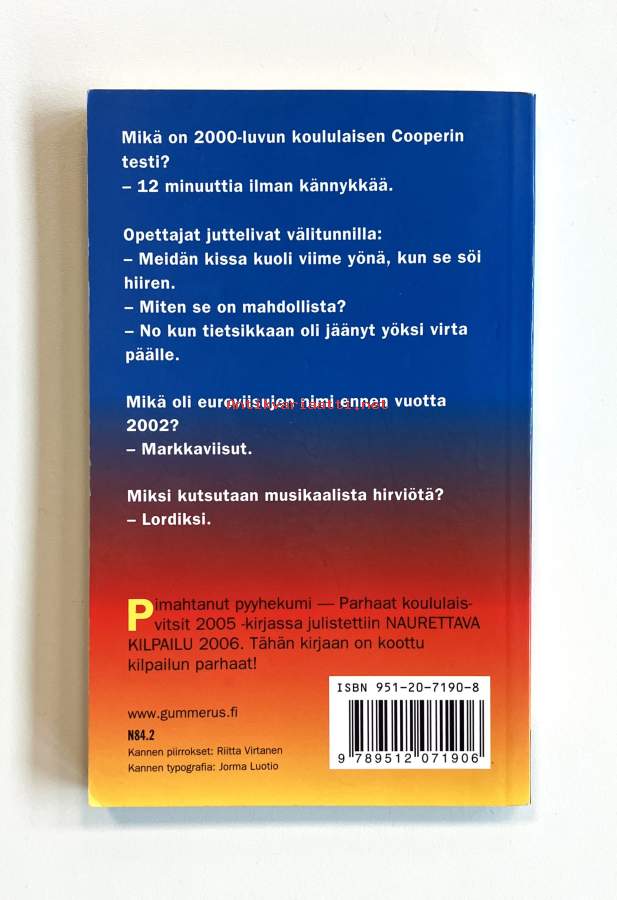 Mikä on 2000-luvun koululaisen Cooperin
testi?
– 12 minuuttia ilman kännykkää.
Opettajat juttelivat välitunnilla:
– Meidän kissa kuoli viime yönä, kun se söi
hiiren.
– Miten se on mahdollista?
– No kun tietsikkaan oli jäänyt yöksi virta
päälle.
Mikä oli euroviisujen nimi ennen vuotta
antikvariaatti.net
2002?
– Markkaviisut.
Miksi kutsutaan musikaalista hirviötä?
– Lordiksi.
Pimahtanut pyyhekumi — Parhaat koululais-
vitsit 2005 -kirjassa julistettiin NAURETTAVA
KILPAILU 2006. Tähän kirjaan on koottu
kilpailun parhaat!
ISBN 951-20-7190-8
www.gummerus.fi
N84.2
Kannen piirrokset: Riitta Virtanen
Kannen typografia: Jorma Luotio
9 789512 071906